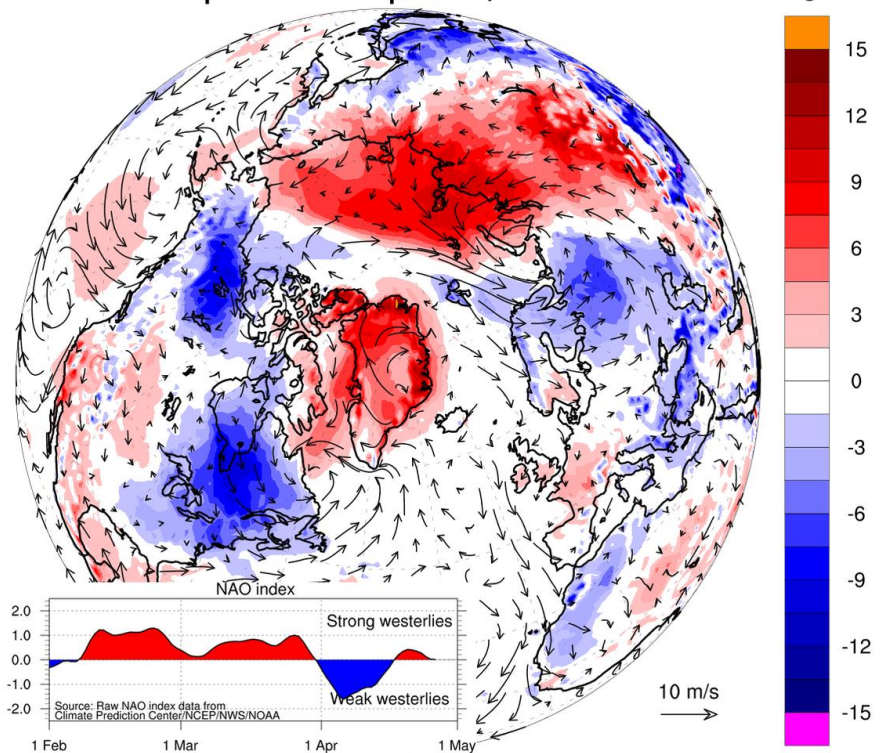 15
12
9
6
3
0
-3
-6
-9
-12
-15
10 m/s
NAO index
2.0
1.0
0.0
-1.0
-2.0
Strong westerlies
Weak westerlies
Source: Raw NAO index data from
Climate Prediction Center/NCEP/NWS/NOAA
1 Feb
1 Mar
1 Apr
1 May